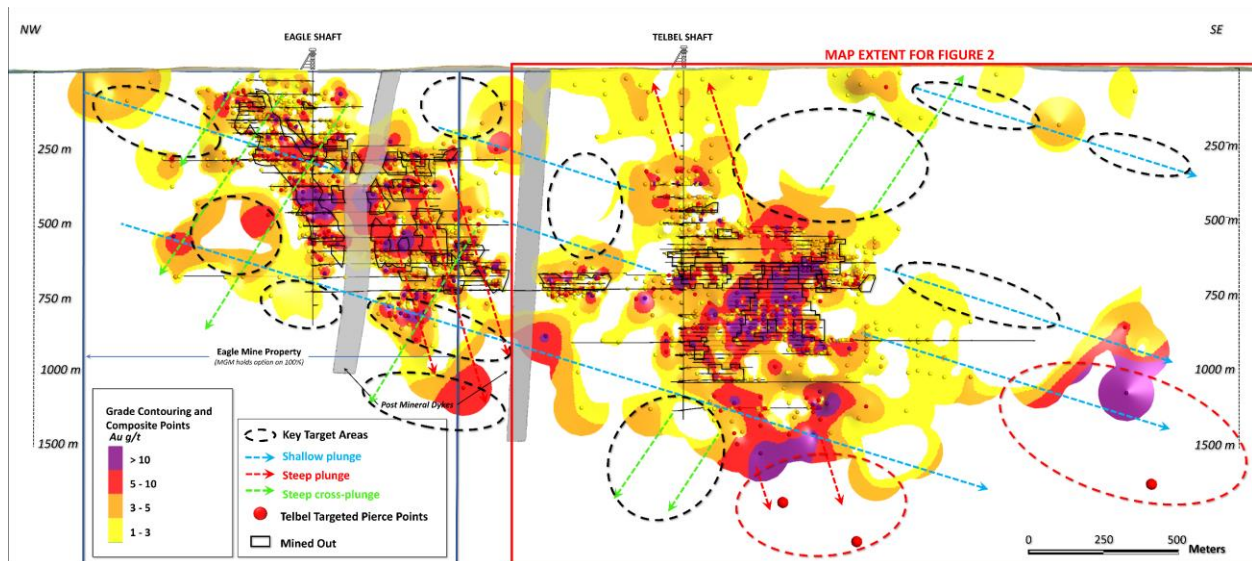 NW
EAGLE SHAFT
TELBEL SHAFT
SE
MAP EXTENT FOR FIGURE 2
250 m
500 m
750 m
1000 m
1500 m
250 m
500 m
750 m
1000 m
1500 m
Eagle Mine Property
(MGM holds option on 100%)
Post Mineral Dykes
Grade Contouring and
Composite Points
Au g/t
> 10
5 - 10
3 - 5
1 - 3
Key Target Areas
Shallow plunge
Steep plunge
Steep cross-plunge
Telbel Targeted Pierce Points
Mined Out
0 250 500
Meters